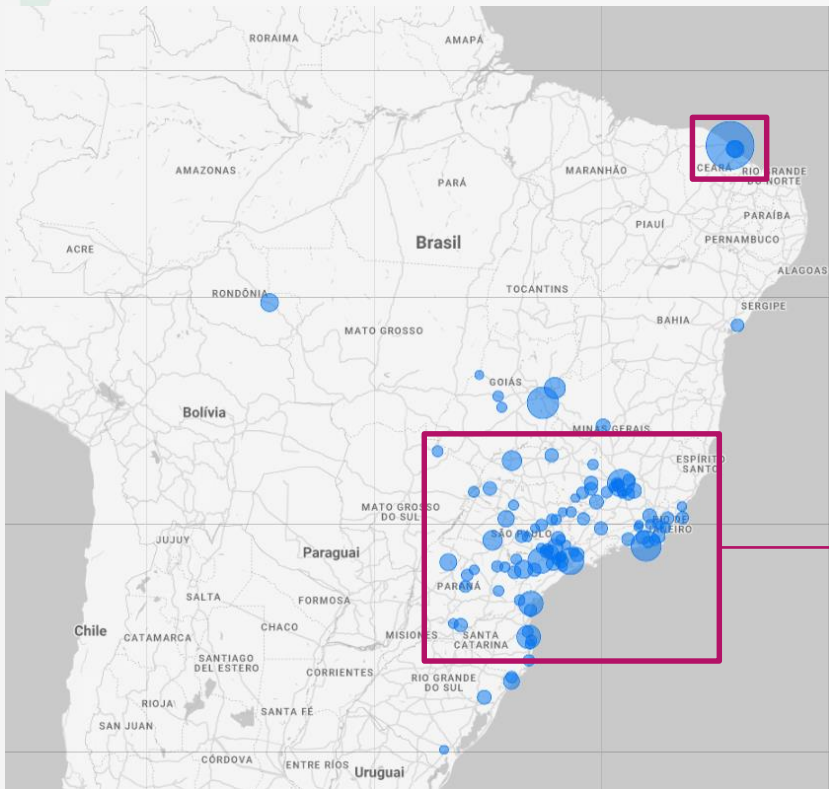 RORAIMA
AMAPÁ
AMAZONAS
PARÁ
MARANHÃO
CEARÁ
RIO GRANDE
DO NORTE
PIAUÍ
PARAÍBA
PERNAMBUCO
ACRE
Brasil
ALAGOAS
RONDÔNIA
TOCANTINS
SERGIPE
MATO GROSSO
BAHIA
GOIÁS
Bolívia
MINAS GERAIS
ESPÍRITO
SANTO
MATO GROSSO
DO SUL
RIO DE
JANEIRO
SÃO PAULO
JUJUY
Paraguai
PARANÁ
SALTA
FORMOSA
Chile
CATAMARCA
CHACO
MISIONES
SANTA
CATARINA
SANTIAGO
DEL ESTERO
CORRIENTES
RIO GRANDE
DO SUL
RIOJA
SANTA FÉ
SAN JUAN
CÓRDOVA
ENTRE RÍOS
Uruguai